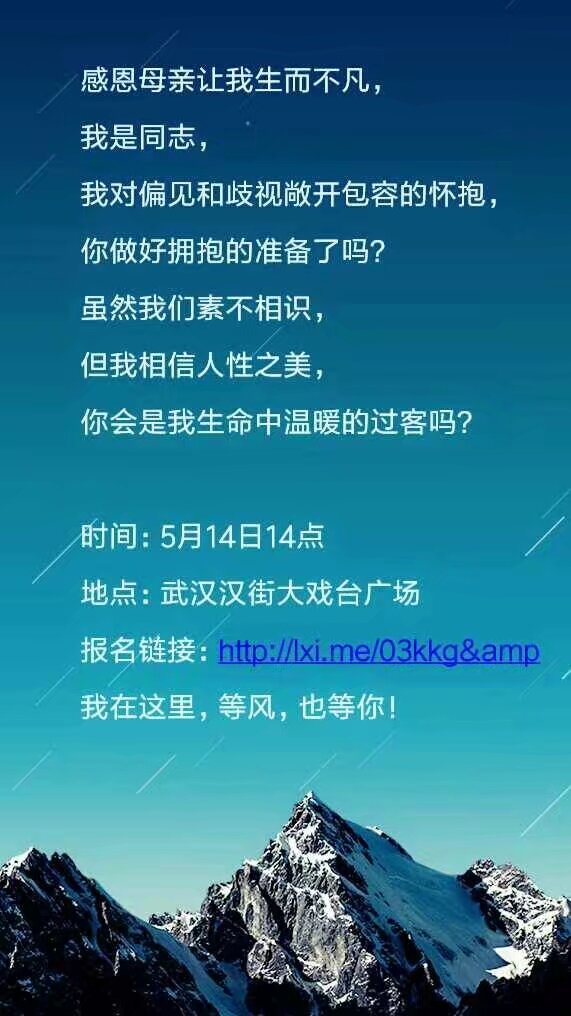 感恩母亲让我生而不凡，
我是同志，
我对偏见和歧视敞开包容的怀抱，
你做好拥抱的准备了吗？
虽然我们素不相识，
但我相信人性之美，
你会是我生命中温暖的过客吗？
时间：5月14日14点
地点：武汉汉街大戏台广场
报名链接：http://lxi.me/03kkg&amp
我在这里，等风，也等你！